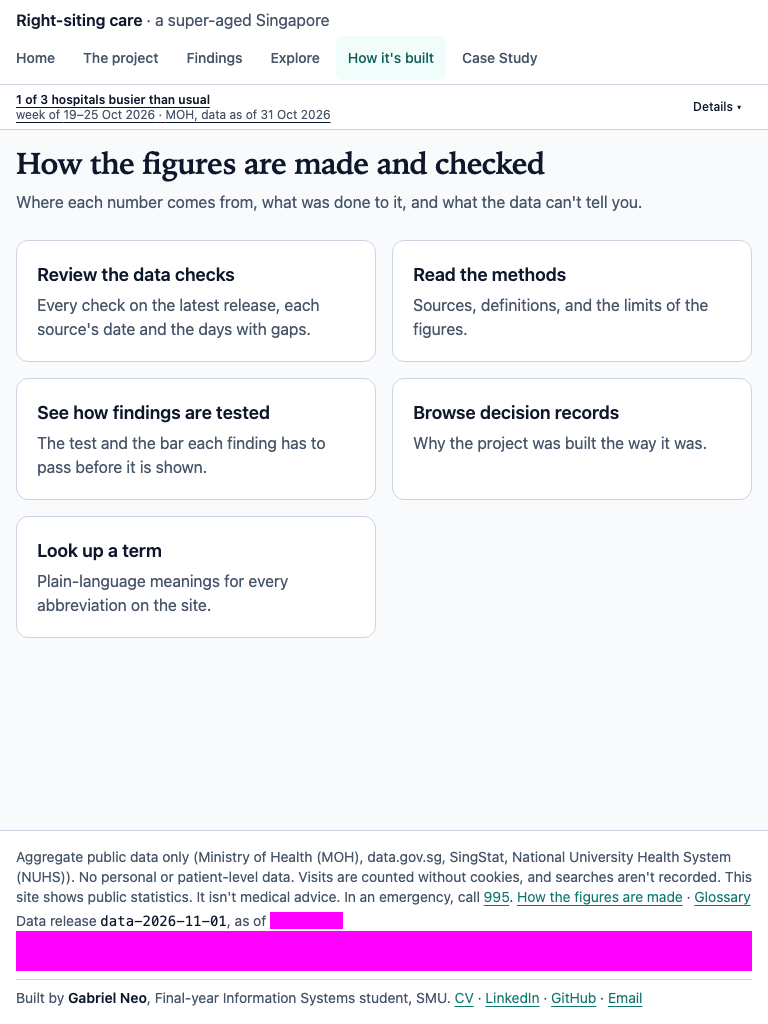 Right-siting care · a super-aged Singapore
Home The project Findings Explore How it's built Case Study
1 of 3 hospitals busier than usual
week of 19–25 Oct 2026 · MOH, data as of 31 Oct 2026
Details ▾
How the figures are made and checked
Where each number comes from, what was done to it, and what the data can't tell you.
Review the data checks
Every check on the latest release, each
source's date and the days with gaps.
Read the methods
Sources, definitions, and the limits of the
figures.
See how findings are tested
The test and the bar each finding has to
pass before it is shown.
Browse decision records
Why the project was built the way it was.
Look up a term
Plain-language meanings for every
abbreviation on the site.
Aggregate public data only (Ministry of Health (MOH), data.gov.sg, SingStat, National University Health System
(NUHS)). No personal or patient-level data. Visits are counted without cookies, and searches aren't recorded. This
site shows public statistics. It isn't medical advice. In an emergency, call 995. How the figures are made · Glossary
Data release data-2026-11-01, as of
Built by Gabriel Neo, Final-year Information Systems student, SMU. CV · LinkedIn · GitHub · Email